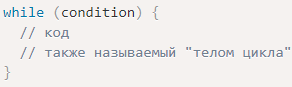 while (condition) {
  // код
  // также называемый "телом цикла"
}